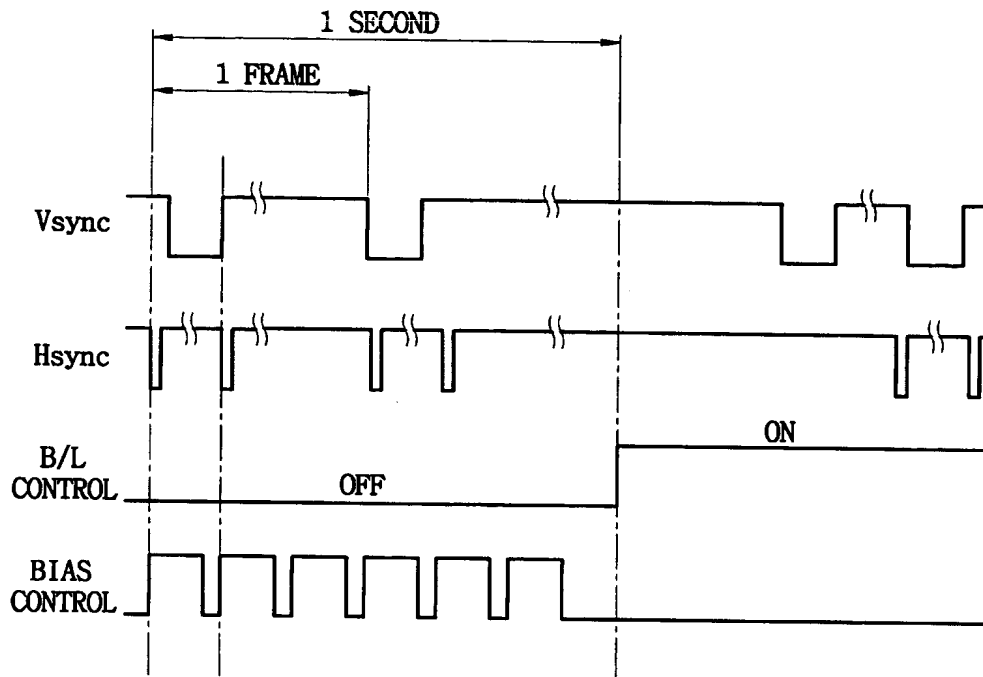 1 SECOND
1 FRAME
Vsync
Hsync
ON
B/L
CONTROL
OFF
BIAS
CONTROL